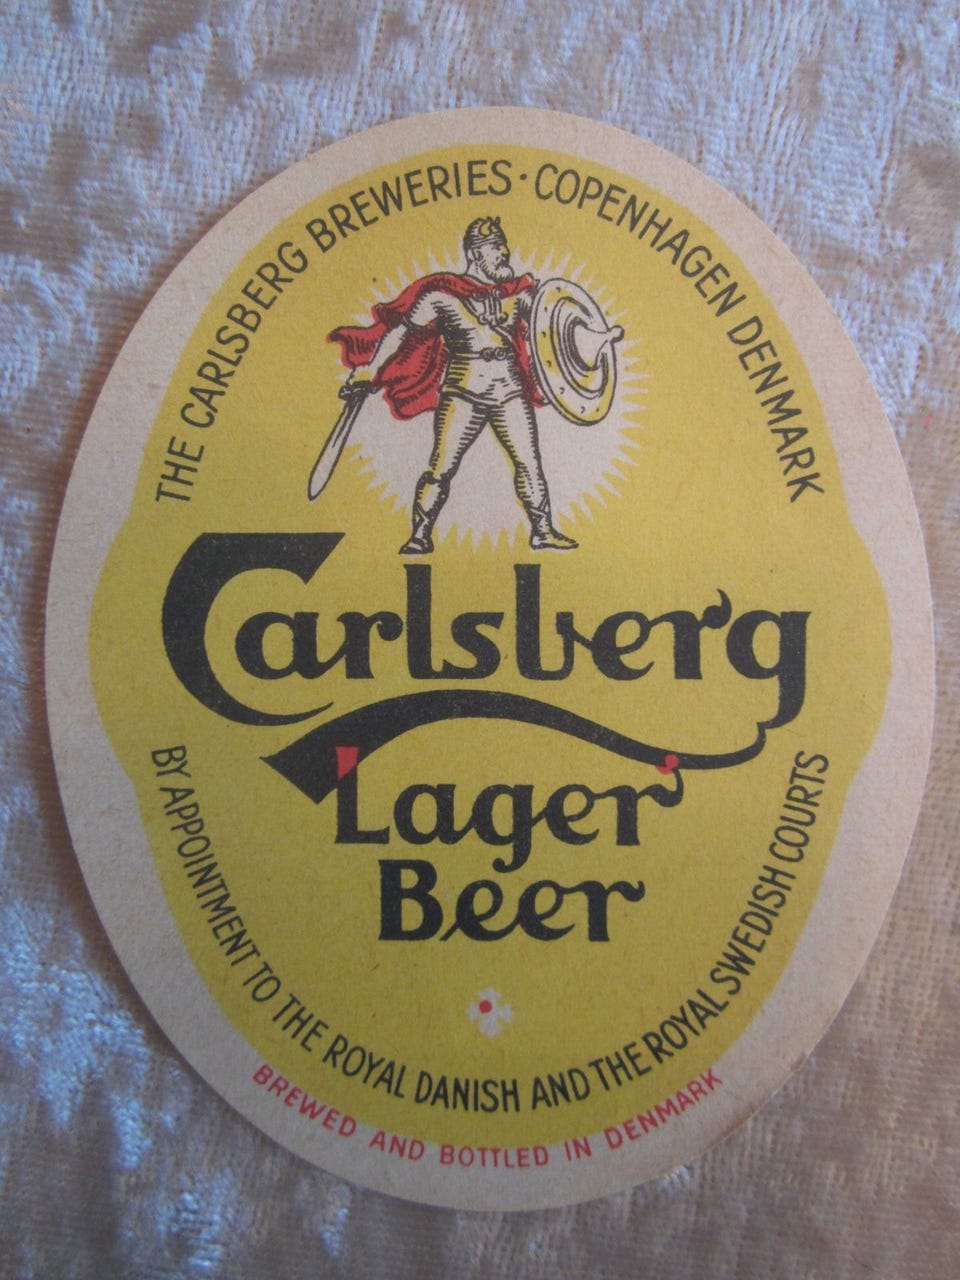 THE CARLSBERG BREWERIES · COPENHAGEN DENMARK
Carlsberg
Lager
Beer
BY APPOINTMENT TO THE ROYAL DANISH AND THE ROYAL SWEDISH COURTS
BREWED AND BOTTLED IN DENMARK